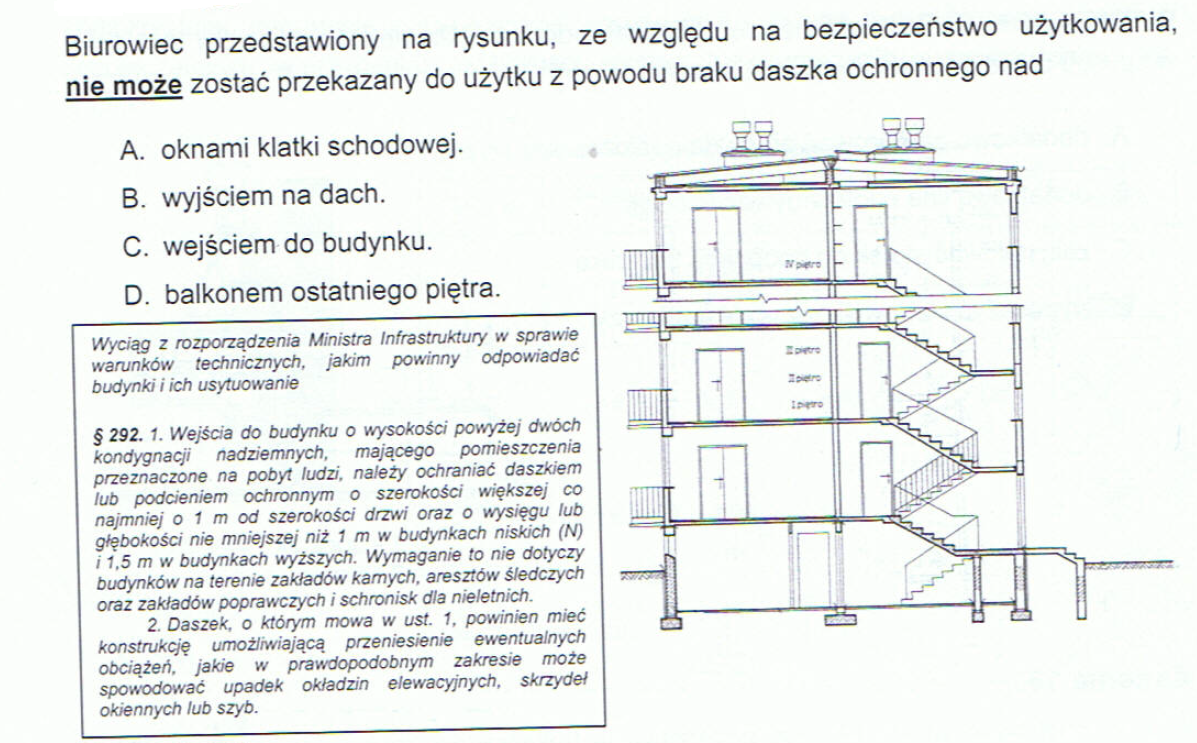 Biurowiec przedstawiony na rysunku, ze względu na bezpieczeństwo użytkowania,
nie może zostać przekazany do użytku z powodu braku daszka ochronnego nad
A. oknami klatki schodowej.
B. wyjściem na dach.
C. wejściem do budynku.
D. balkonem ostatniego piętra.
Wyciąg z rozporządzenia Ministra Infrastruktury w sprawie
warunków technicznych, jakim powinny odpowiadać
budynki i ich usytuowanie
§ 292. 1. Wejścia do budynku o wysokości powyżej dwóch
kondygnacji nadziemnych, mającego pomieszczenia
przeznaczone na pobyt ludzi, należy ochraniać daszkiem
lub podcieniem ochronnym o szerokości większej co
najmniej o 1 m od szerokości drzwi oraz o wysięgu lub
głębokości nie mniejszej niż 1 m w budynkach niskich (N)
i 1,5 m w budynkach wyższych. Wymaganie to nie dotyczy
budynków na terenie zakładów karnych, aresztów śledczych
oraz zakładów poprawczych i schronisk dla nieletnich.
2. Daszek, o którym mowa w ust. 1, powinien mieć
konstrukcję umożliwiającą przeniesienie ewentualnych
obciążeń, jakie w prawdopodobnym zakresie może
spowodować upadek okładzin elewacyjnych, skrzydeł
okiennych lub szyb.
IV piętro
III piętro
II piętro
I piętro